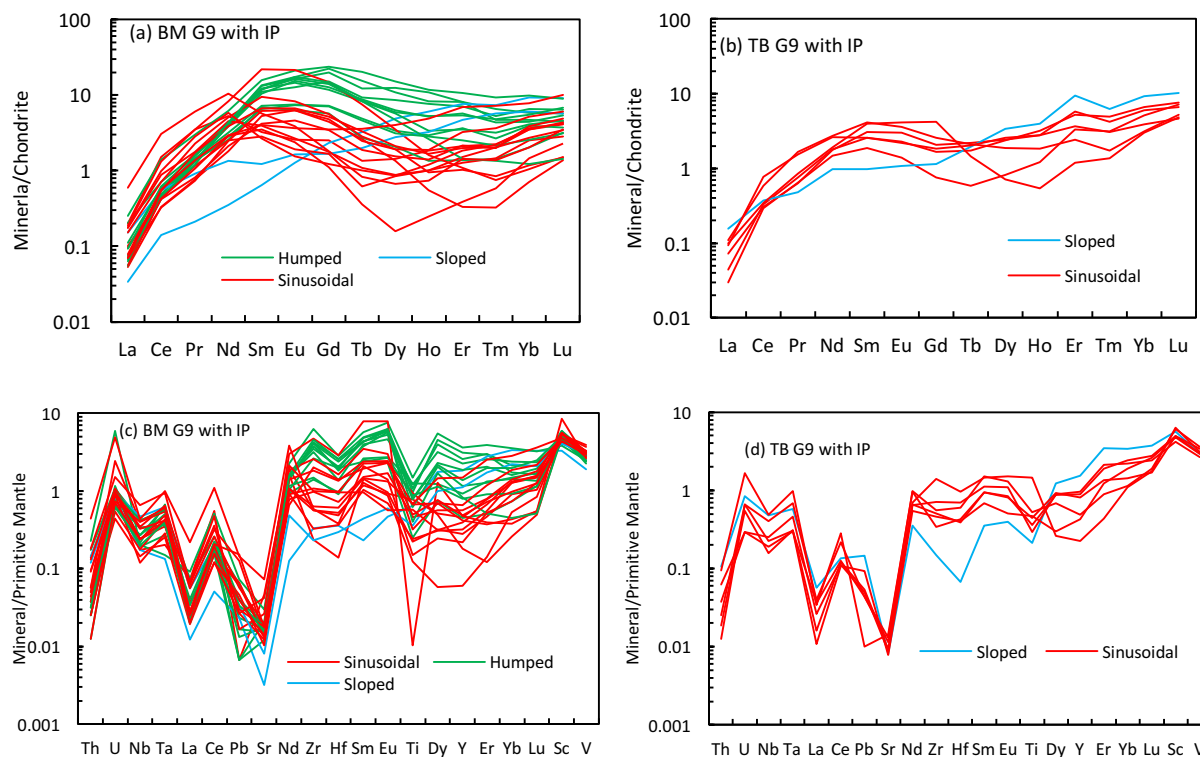 (a) BM G9 with IP
Minerla/Chondrite
100
10
1
0.1
0.01
Humped
Sloped
Sinusoidal
La Ce Pr Nd Sm Eu Gd Tb Dy Ho Er Tm Yb Lu
(b) TB G9 with IP
Mineral/Chondrite
100
10
1
0.1
0.01
Sloped
Sinusoidal
La Ce Pr Nd Sm Eu Gd Tb Dy Ho Er Tm Yb Lu
(c) BM G9 with IP
Mineral/Primitive Mantle
10
1
0.1
0.01
0.001
Sinusoidal
Humped
Sloped
Th U Nb Ta La Ce Pb Sr Nd Zr Hf Sm Eu Ti Dy Y Er Yb Lu Sc V
(d) TB G9 with IP
Mineral/Primitive Mantle
10
1
0.1
0.01
0.001
Sloped
Sinusoidal
Th U Nb Ta La Ce Pb Sr Nd Zr Hf Sm Eu Ti Dy Y Er Yb Lu Sc V